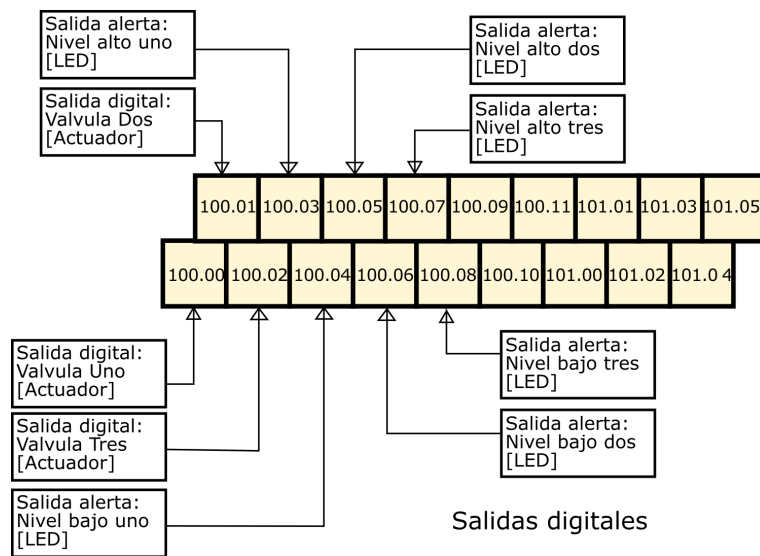 Salida alerta:
Nivel alto uno
[LED]
Salida alerta:
Nivel alto dos
[LED]
Salida digital:
Valvula Dos
[Actuador]
Salida alerta:
Nivel alto tres
[LED]
100.01 100.03 100.05 100.07 100.09 100.11 101.01 101.03 101.05
100.00 100.02 100.04 100.06 100.08 100.10 101.00 101.02 101.0 4
Salida digital:
Valvula Uno
[Actuador]
Salida alerta:
Nivel bajo tres
[LED]
Salida digital:
Valvula Tres
[Actuador]
Salida alerta:
Nivel bajo dos
[LED]
Salida alerta:
Nivel bajo uno
[LED]
Salidas digitales